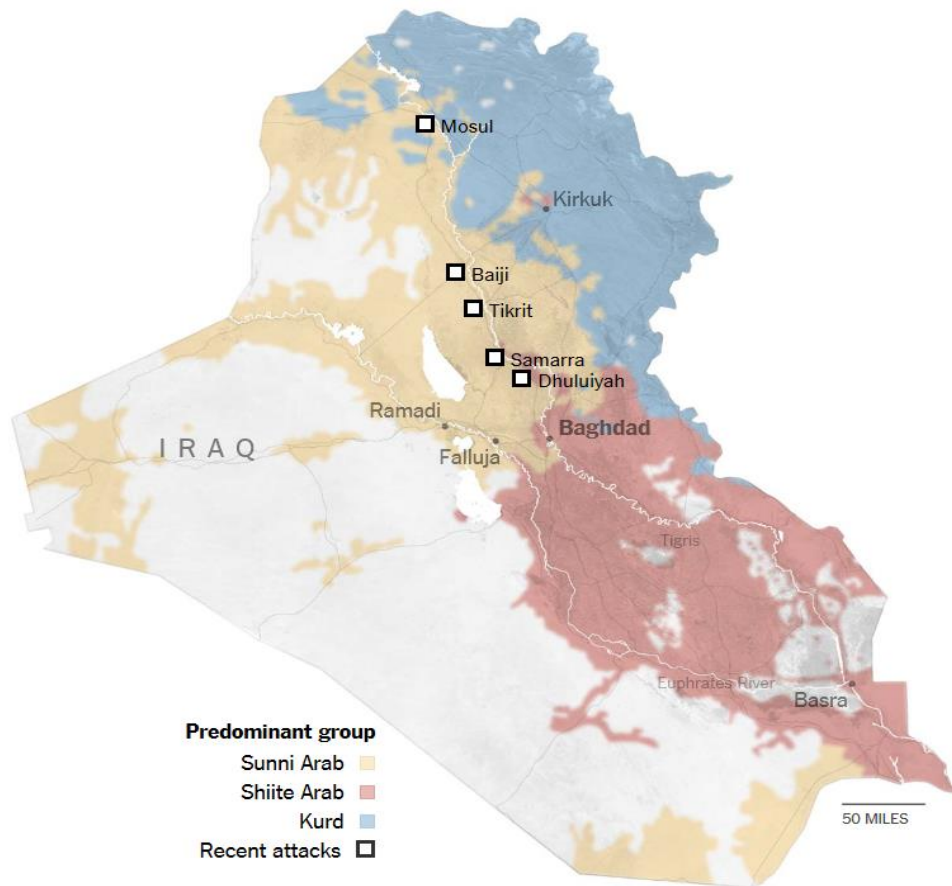 Mosul
Kirkuk
Baiji
Tikrit
Samarra
Dhuluiyah
Ramadi
Baghdad
IRAQ
Falluja
Tigris
Euphrates River
Basra
Predominant group
Sunni Arab
Shiite Arab
Kurd
Recent attacks
50 MILES